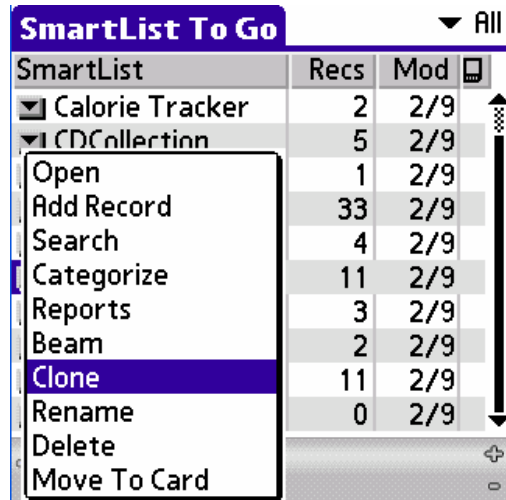 SmartList To Go
All
SmartList Recs Mod
Calorie Tracker 2 2/9
CDCollection 5 2/9
Open 1 2/9
Add Record 33 2/9
Search 4 2/9
Categorize 11 2/9
Reports 3 2/9
Beam 2 2/9
Clone 11 2/9
Rename 0 2/9
Delete
Move To Card